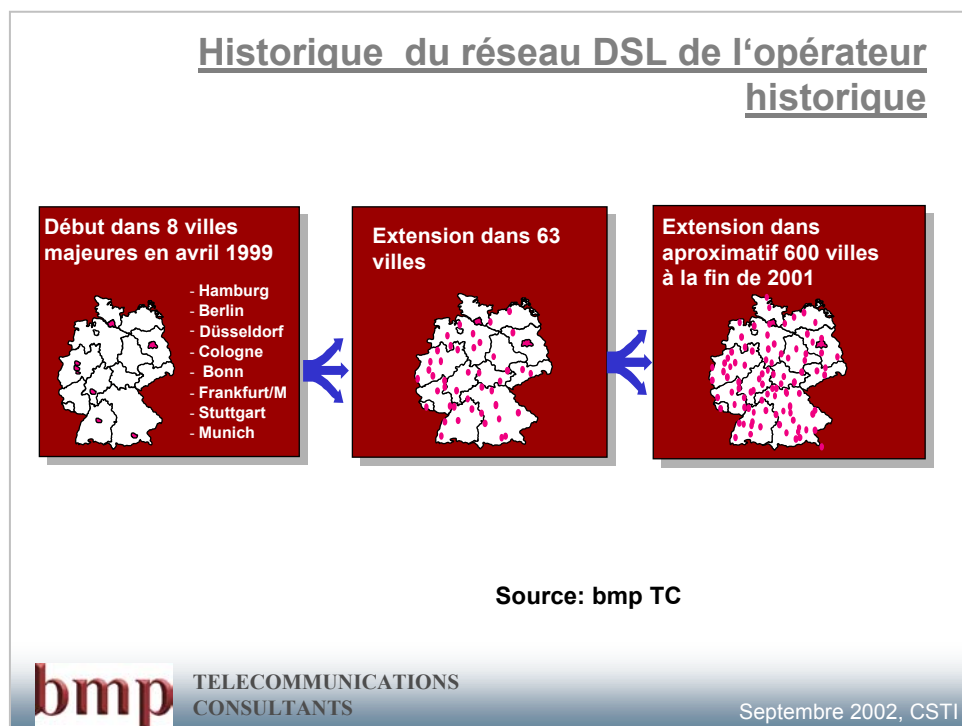 Historique du réseau DSL de l‘opérateur
historique
Début dans 8 villes
majeures en avril 1999
- Hamburg
- Berlin
- Düsseldorf
- Cologne
- Bonn
- Frankfurt/M
- Stuttgart
- Munich
Extension dans 63
villes
Extension dans
aproximatif 600 villes
à la fin de 2001
Source: bmp TC
bmp
TELECOMMUNICATIONS
CONSULTANTS
Septembre 2002, CSTI